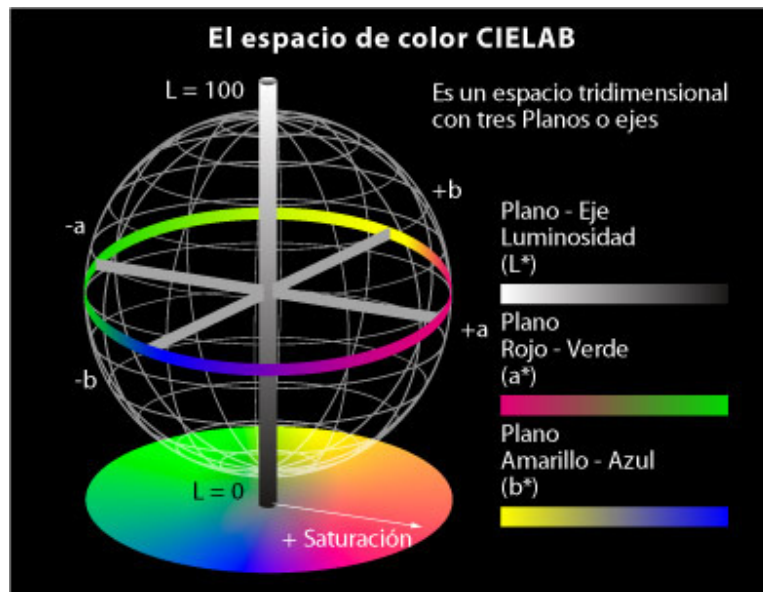 El espacio de color CIELAB
L = 100
Es un espacio tridimensional
con tres Planos o ejes
+b
-a
Plano - Eje
Luminosidad
(L*)
+a
Plano
Rojo - Verde
(a*)
-b
Plano
Amarillo - Azul
(b*)
L = 0
+ Saturación